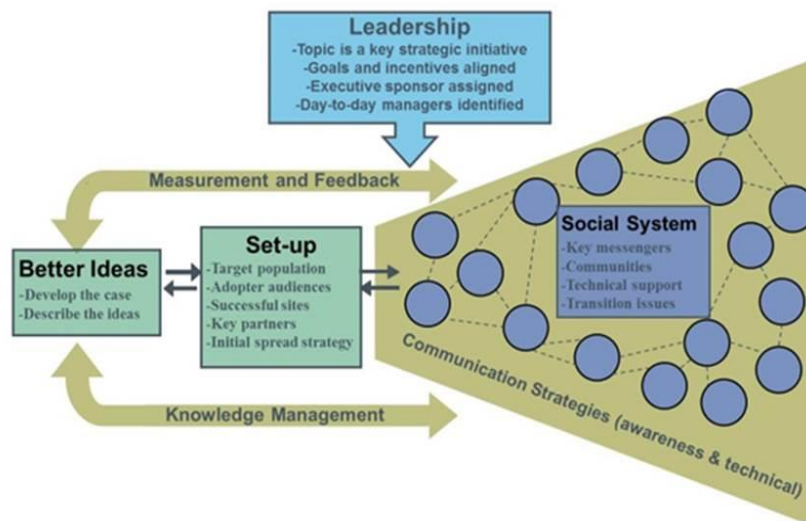 Leadership
-Topic is a key strategic initiative
-Goals and incentives aligned
-Executive sponsor assigned
-Day-to-day managers identified
Measurement and Feedback
Better Ideas
-Develop the case
-Describe the ideas
Set-up
-Target population
-Adopter audiences
-Successful sites
-Key partners
-Initial spread strategy
Social System
-Key messengers
-Communities
-Technical support
-Transition issues
Knowledge Management
Communication Strategies (awareness & technical)